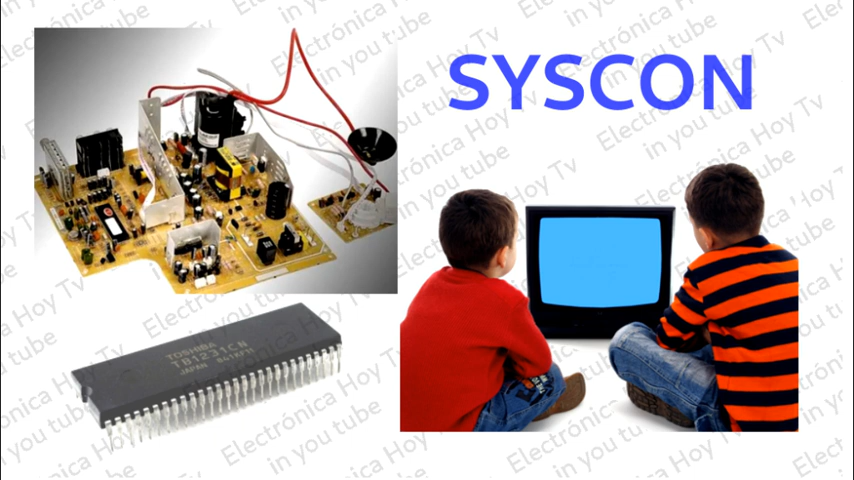 SYSCON
TOSHIBA
TB1231CN
JAPAN
Electrónica Hoy Tv
in you tube